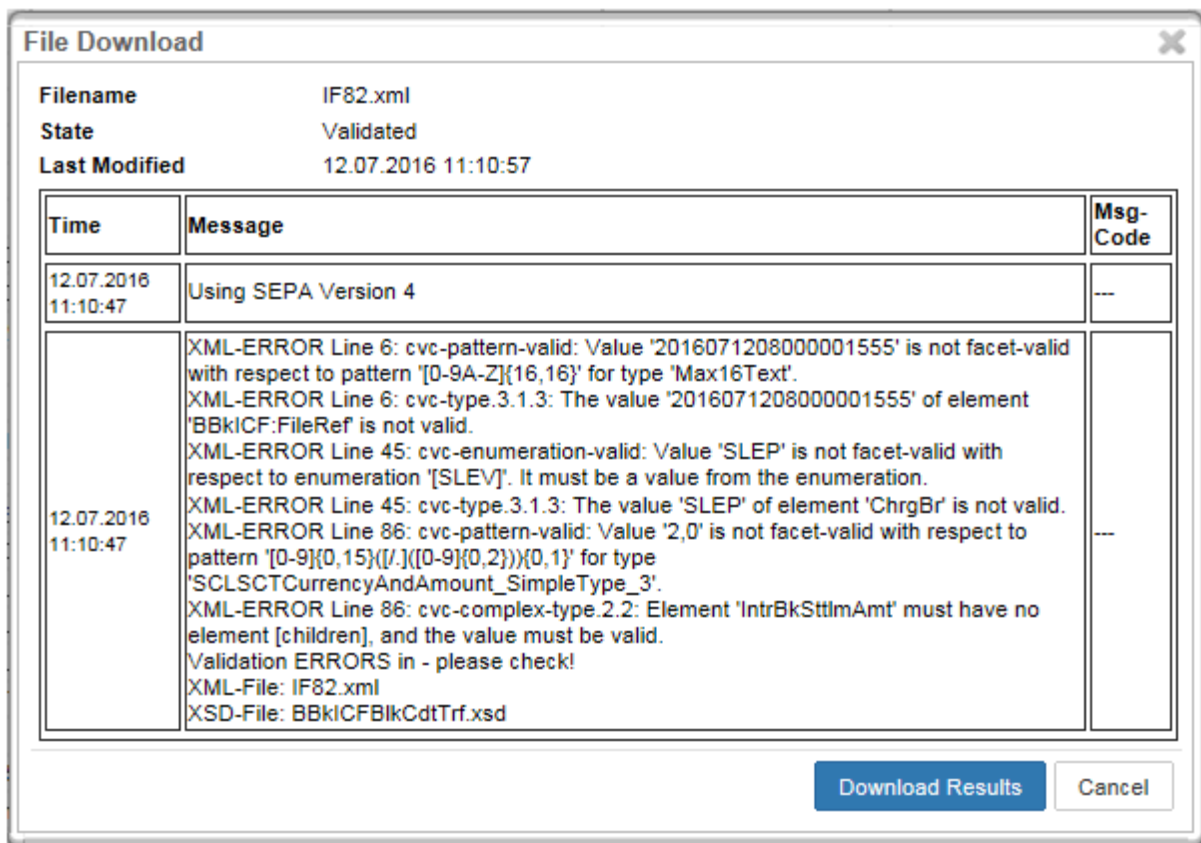 File Download
Filename IF82.xml
State Validated
Last Modified 12.07.2016 11:10:57
Time Message Msg-
Code
12.07.2016
11:10:47
Using SEPA Version 4
---
12.07.2016
11:10:47
XML-ERROR Line 6: cvc-pattern-valid: Value '2016071208000001555' is not facet-valid
with respect to pattern '[0-9A-Z]{16,16}' for type 'Max16Text'.
XML-ERROR Line 6: cvc-type.3.1.3: The value '2016071208000001555' of element
'BBkICF:FileRef' is not valid.
XML-ERROR Line 45: cvc-enumeration-valid: Value 'SLEP' is not facet-valid with
respect to enumeration '[SLEV]'. It must be a value from the enumeration.
XML-ERROR Line 45: cvc-type.3.1.3: The value 'SLEP' of element 'ChrgBr' is not valid.
XML-ERROR Line 86: cvc-pattern-valid: Value '2,0' is not facet-valid with respect to
pattern '[0-9]{0,15}([/.]([0-9]{0,2})){0,1}' for type
'SCLSCTCurrencyAndAmount_SimpleType_3'.
XML-ERROR Line 86: cvc-complex-type.2.2: Element 'IntrBkSttlmAmt' must have no
element [children], and the value must be valid.
Validation ERRORS in - please check!
XML-File: IF82.xml
XSD-File: BBkICFBlkCdtTrf.xsd
---
Download Results Cancel